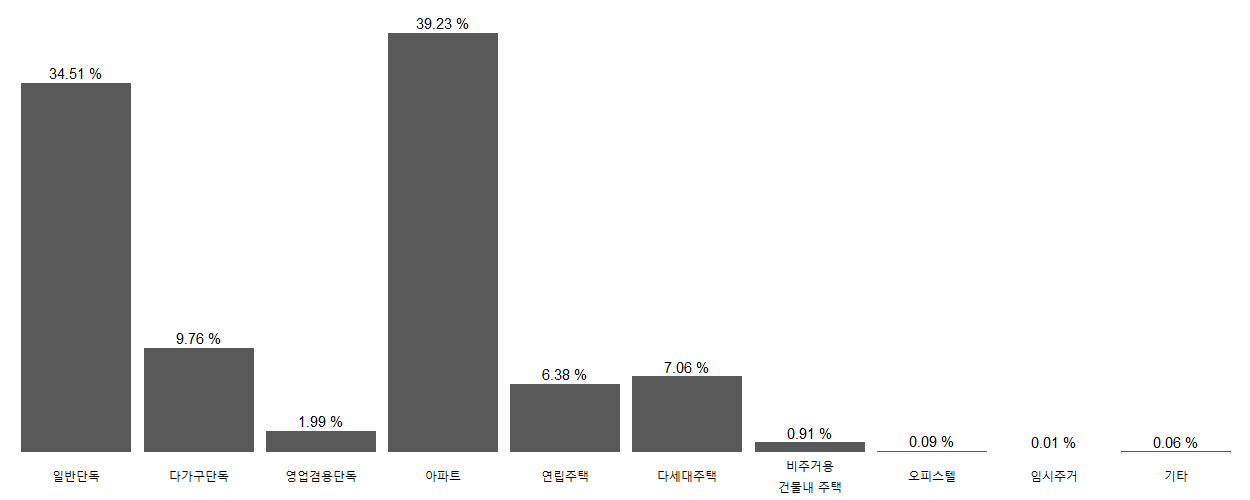 39.23 %
34.51 %
9.76 %
7.06 %
6.38 %
1.99 %
0.91 %
0.09 %
0.01 %
0.06 %
일반단독
다가구단독
영업겸용단독
아파트
연립주택
다세대주택
비주거용
건물내 주택
오피스텔
임시주거
기타